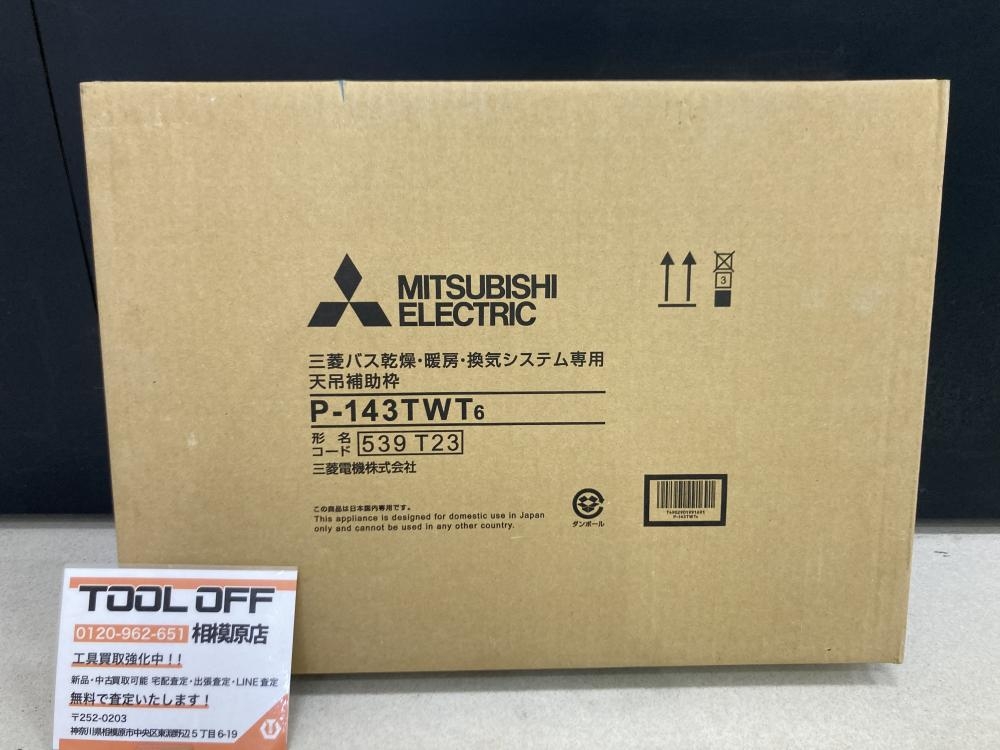 MITSUBISHI
ELECTRIC
3
三菱バス乾燥・暖房・換気システム専用
天吊補助枠
P-143TWT6
形名
コード 539 T23
三菱電機株式会社
この商品は日本国内専用です。
This appliance is designed for domestic use in Japan
only and cannot be used in any other country.
ダンボール
P-143TWT6
TOOL OFF
0120-962-651 相模原店
工具買取強化中!!
新品・中古買取可能 宅配査定・出張査定・LINE査定
無料で査定いたします!
〒252-0203
神奈川県相模原市中央区東淵野辺5丁目6-19